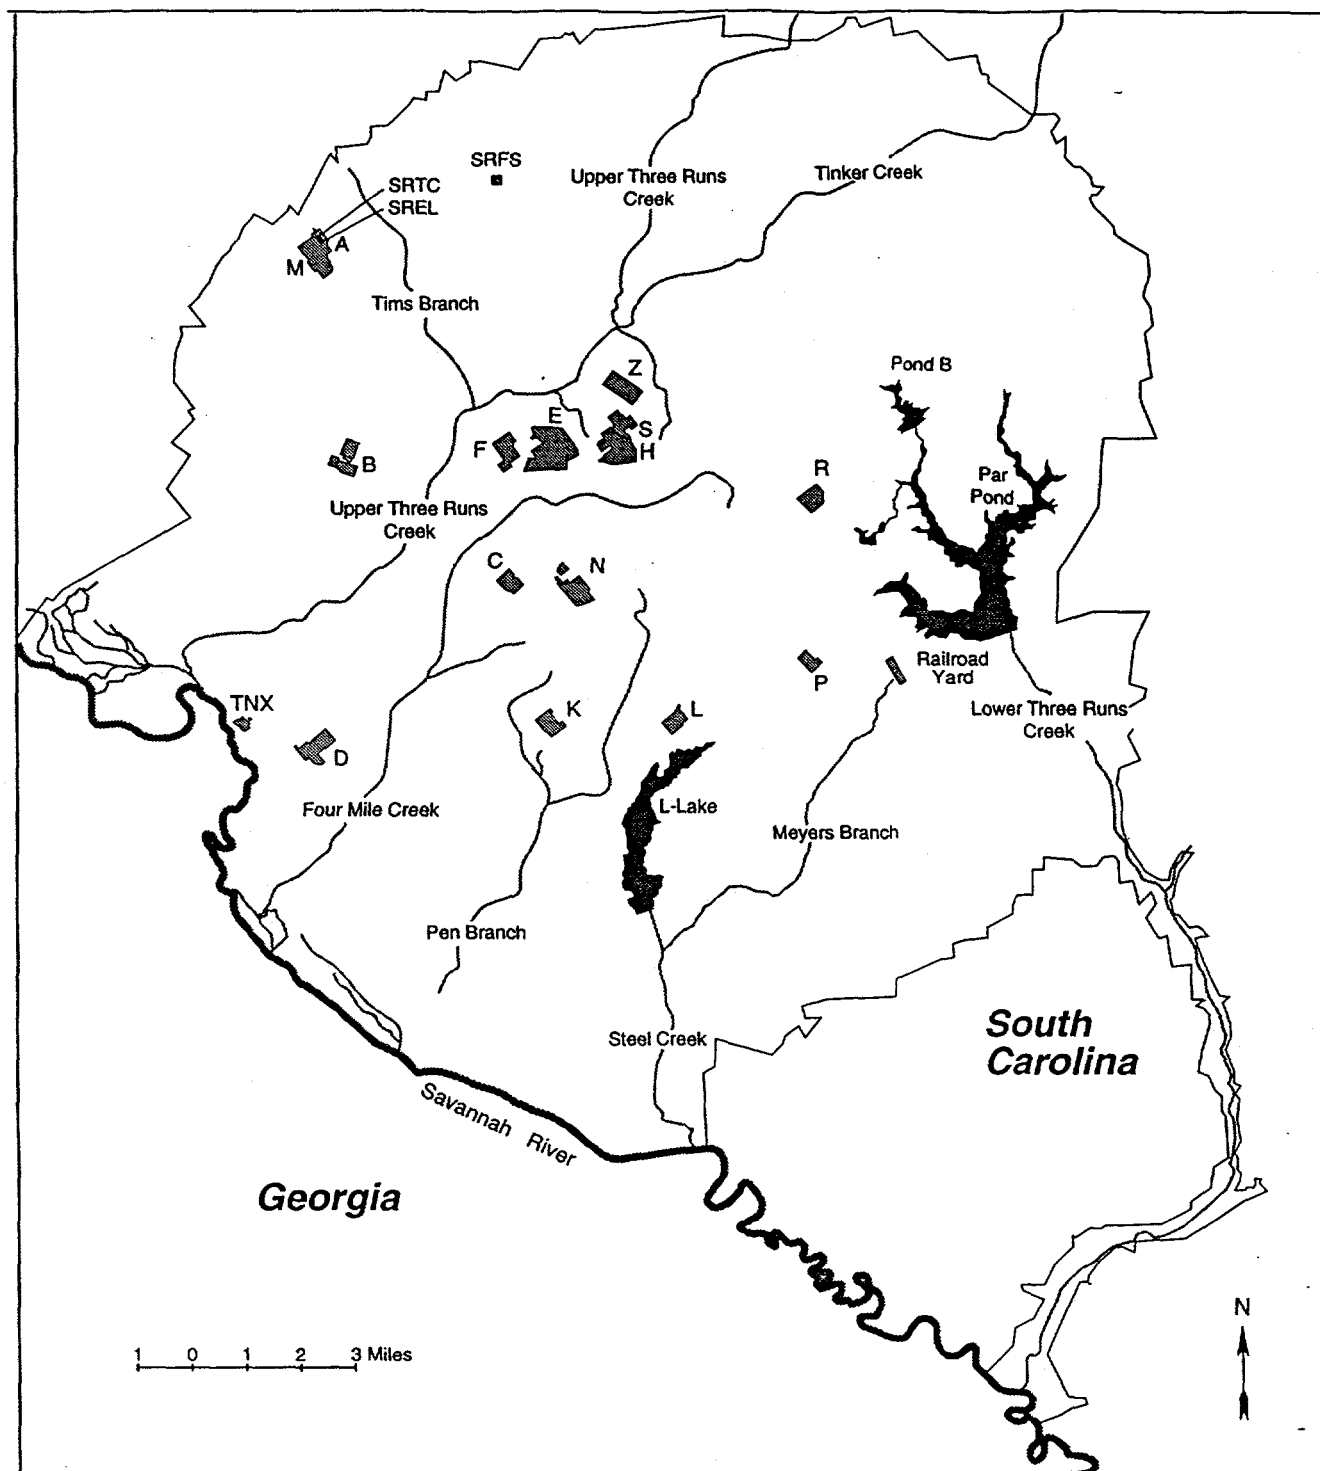 SRFS
SRTC
SREL
A
M
Upper Three Runs
Creek
Tinker Creek
Tims Branch
Z
Pond B
E
S
F
H
B
R
Par
Pond
Upper Three Runs
Creek
C
N
Railroad
Yard
P
TNX
K
L
Lower Three Runs
Creek
D
Four Mile Creek
L-Lake
Meyers Branch
Pen Branch
Steel Creek
South
Carolina
Savannah River
Georgia
N
1 0 1 2 3 Miles